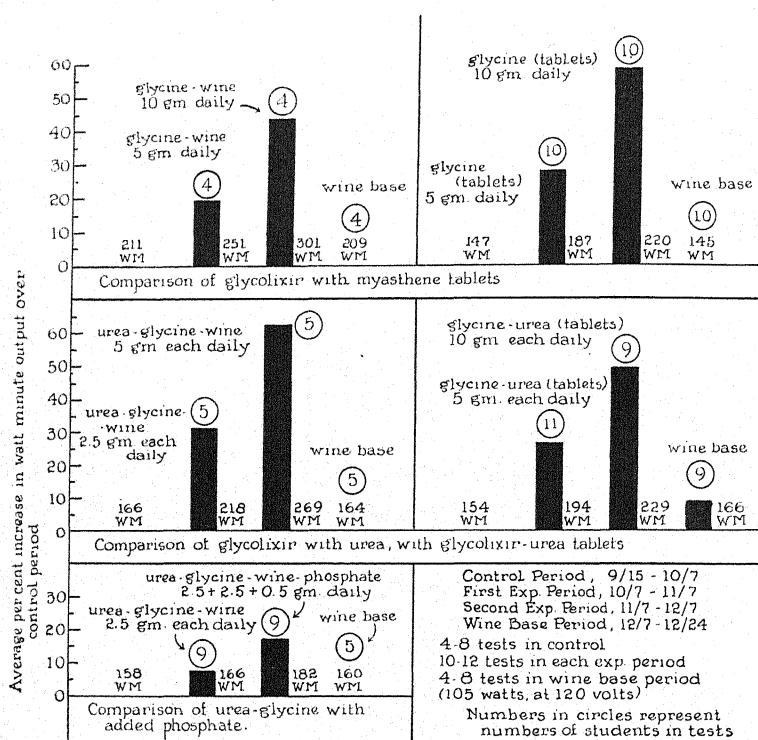 Average percent increase in watt minute output over
control period
60
50
40
30
20
10
0
glycine-wine
10 gm. daily
4
glycine-wine
5 gm. daily
4
wine base
4
211
WM
251
WM
301
WM
209
WM
glycine (tablets)
10 gm. daily
10
10
glycine
(tablets)
5 gm. daily
wine base
10
147
WM
187
WM
220
WM
145
WM
Comparison of glycolixir with myasthene tablets
60
50
40
30
20
10
0
urea-glycine-wine
5 gm. each daily
5
urea-glycine-
-wine
2.5 gm. each
daily
5
wine base
5
166
WM
218
WM
269
WM
164
WM
glycine-urea (tablets)
10 gm. each daily
9
glycine-urea (tablets)
5 gm. each daily
11
wine base
9
154
WM
194
WM
229
WM
166
WM
Comparison of glycolixir with urea, with glycolixir-urea tablets
30
20
10
0
urea-glycine-wine-phosphate
2.5+2.5+0.5 gm. daily
urea-glycine-wine
2.5 gm. each daily
9
9
wine base
5
158
WM
166
WM
182
WM
160
WM
Comparison of urea-glycine with
added phosphate.
Control Period, 9/15 - 10/7
First Exp. Period, 10/7 - 11/7
Second Exp. Period, 11/7 - 12/7
Wine Base Period, 12/7 - 12/24
4-8 tests in control
10-12 tests in each exp. period
4-8 tests in wine base period
(105 watts, at 120 volts)
Numbers in circles represent
numbers of students in tests